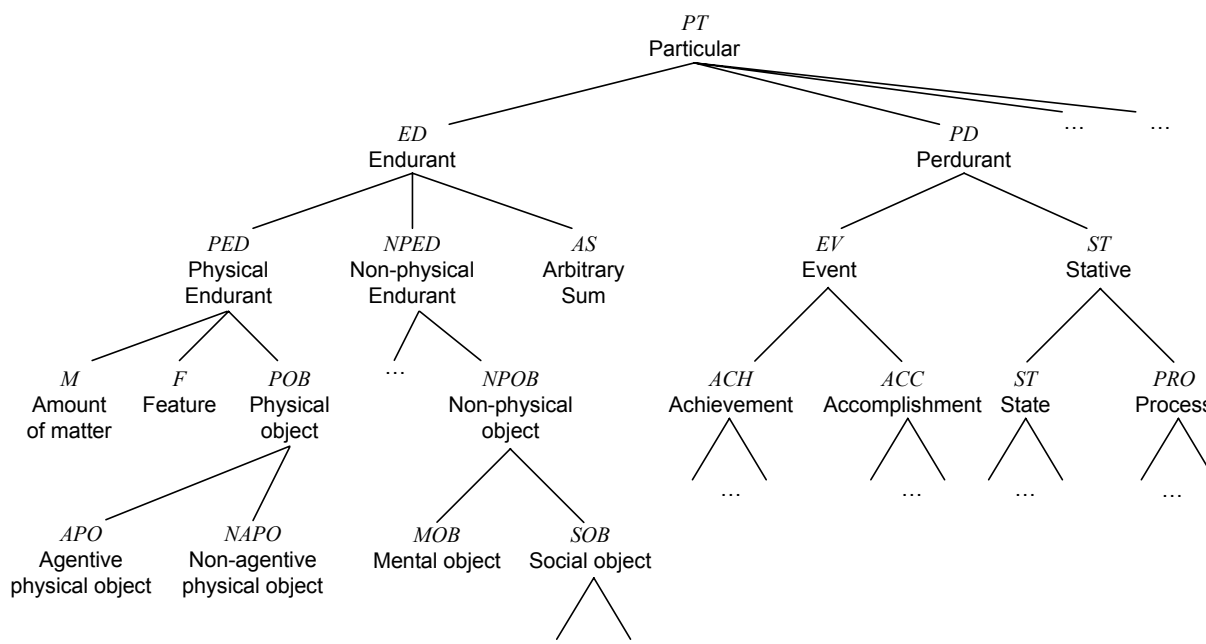 PT
Particular
... ...
ED
Endurant
PD
Perdurant
PED
Physical
Endurant
NPED
Non-physical
Endurant
AS
Arbitrary
Sum
EV
Event
ST
Stative
M
Amount
of matter
F
Feature
POB
Physical
object
...
NPOB
Non-physical
object
ACH
Achievement
ACC
Accomplishment
ST
State
PRO
Process
... ... ... ...
APO
Agentive
physical object
NAPO
Non-agentive
physical object
MOB
Mental object
SOB
Social object